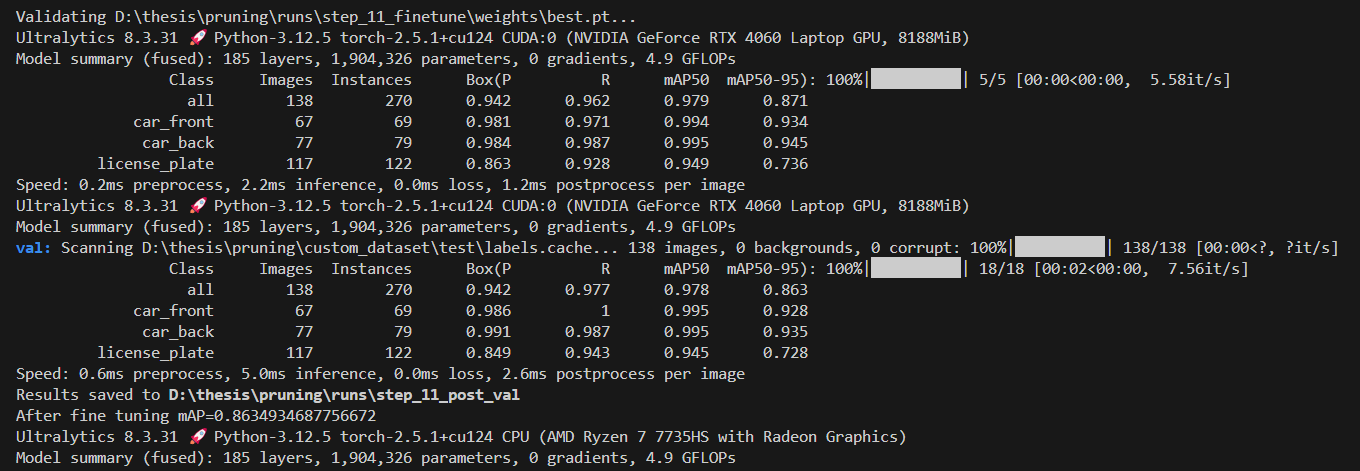 Validating D:\thesis\pruning\runs\step_11_finetune\weights\best.pt...
Ultralytics 8.3.31 🚀 Python-3.12.5 torch-2.5.1+cu124 CUDA:0 (NVIDIA GeForce RTX 4060 Laptop GPU, 8188MiB)
Model summary (fused): 185 layers, 1,904,326 parameters, 0 gradients, 4.9 GFLOPs
Class Images Instances Box(P R mAP50 mAP50-95): 100%|██████████| 5/5 [00:00<00:00, 5.58it/s]
all 138 270 0.942 0.962 0.979 0.871
car_front 67 69 0.981 0.971 0.994 0.934
car_back 77 79 0.984 0.987 0.995 0.945
license_plate 117 122 0.863 0.928 0.949 0.736
Speed: 0.2ms preprocess, 2.2ms inference, 0.0ms loss, 1.2ms postprocess per image
Ultralytics 8.3.31 🚀 Python-3.12.5 torch-2.5.1+cu124 CUDA:0 (NVIDIA GeForce RTX 4060 Laptop GPU, 8188MiB)
Model summary (fused): 185 layers, 1,904,326 parameters, 0 gradients, 4.9 GFLOPs
val: Scanning D:\thesis\pruning\custom_dataset\test\labels.cache... 138 images, 0 backgrounds, 0 corrupt: 100%|██████████| 138/138 [00:00<?, ?it/s]
Class Images Instances Box(P R mAP50 mAP50-95): 100%|██████████| 18/18 [00:02<00:00, 7.56it/s]
all 138 270 0.942 0.977 0.978 0.863
car_front 67 69 0.986 1 0.995 0.928
car_back 77 79 0.991 0.987 0.995 0.935
license_plate 117 122 0.849 0.943 0.945 0.728
Speed: 0.6ms preprocess, 5.0ms inference, 0.0ms loss, 2.6ms postprocess per image
Results saved to D:\thesis\pruning\runs\step_11_post_val
After fine tuning mAP=0.8634934687756672
Ultralytics 8.3.31 🚀 Python-3.12.5 torch-2.5.1+cu124 CPU (AMD Ryzen 7 7735HS with Radeon Graphics)
Model summary (fused): 185 layers, 1,904,326 parameters, 0 gradients, 4.9 GFLOPs